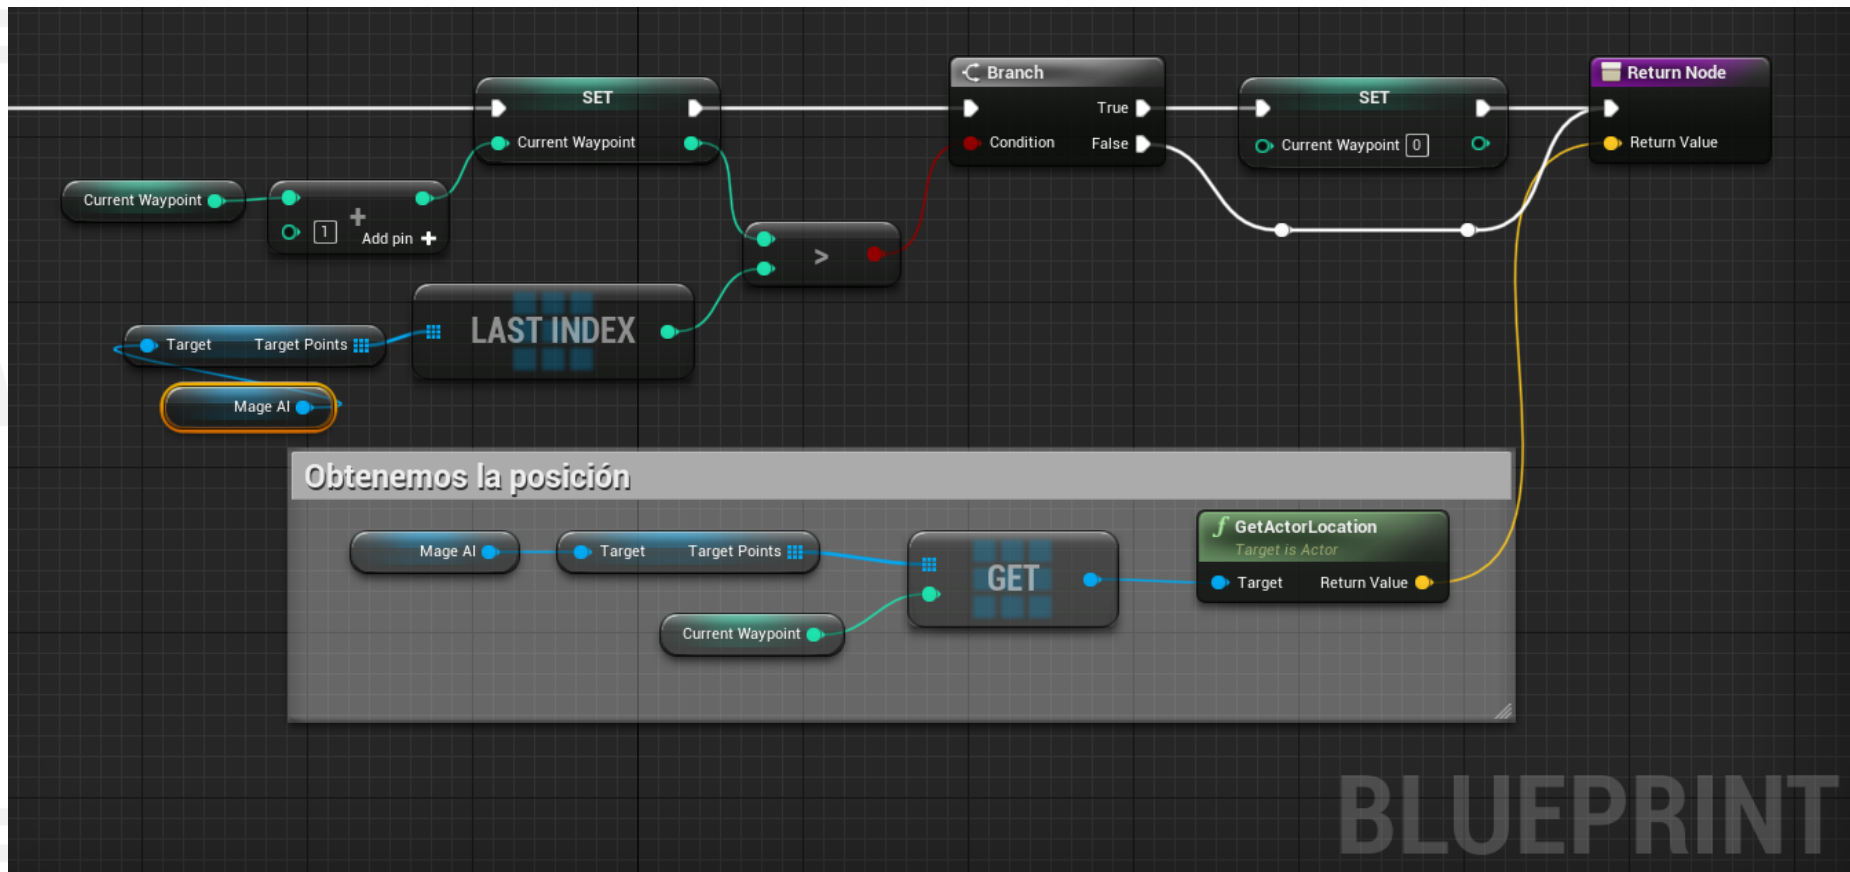 SET
Current Waypoint
Current Waypoint
1
+
Add pin +
Branch
True
Condition
False
SET
Current Waypoint 0
Return Node
Return Value
>
LAST INDEX
Target Target Points
Mage AI
Obtenemos la posición
Mage AI
Target Target Points
Current Waypoint
GET
f GetActorLocation
Target is Actor
Target Return Value
BLUEPRINT